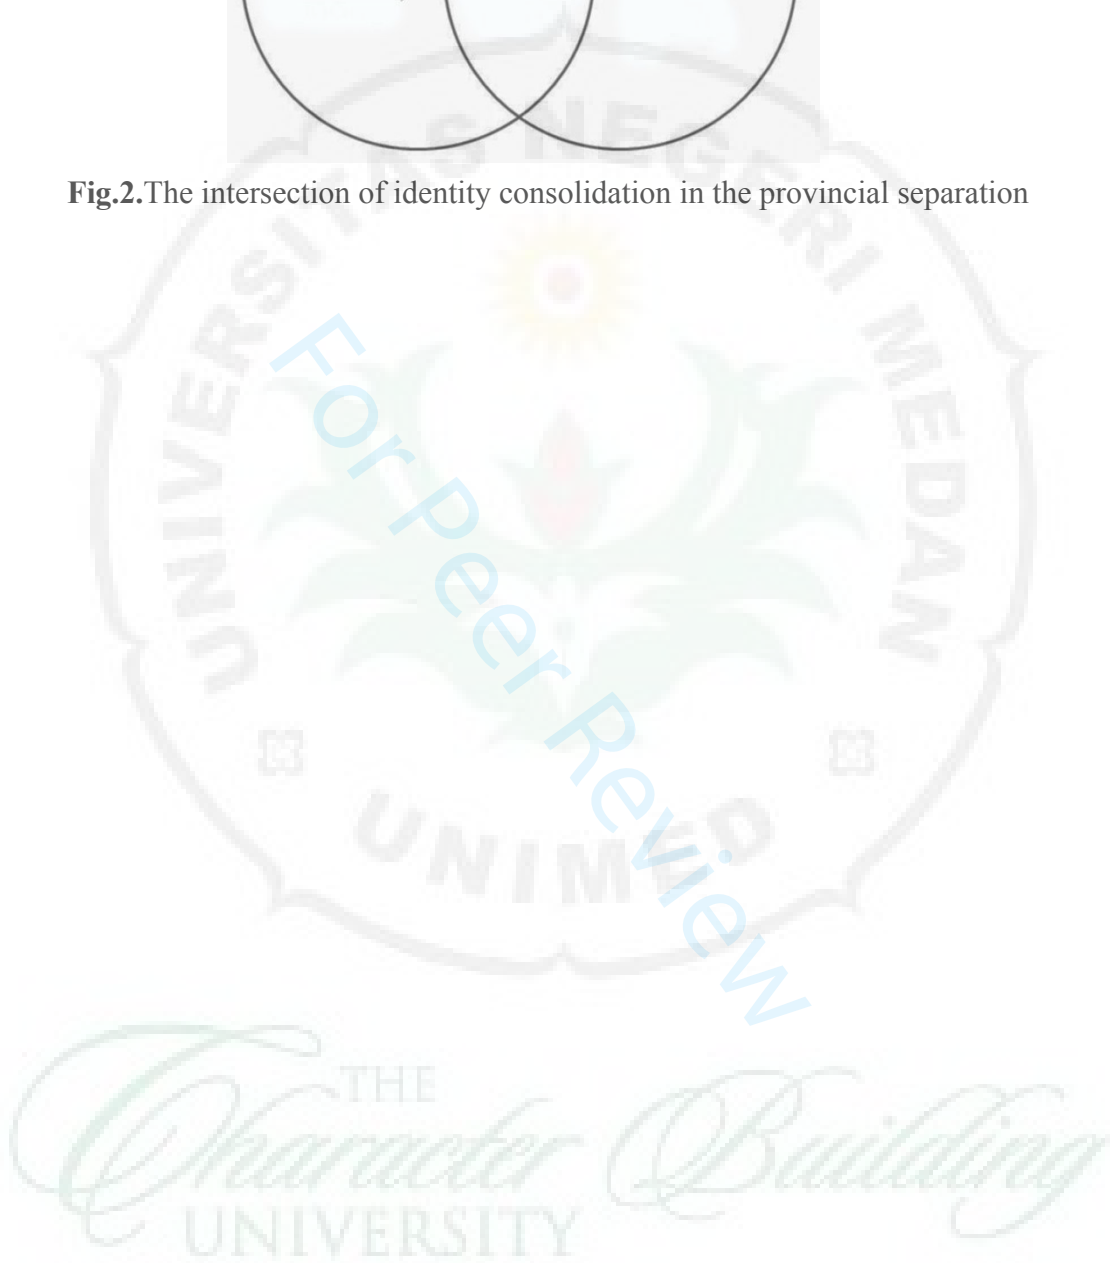 Fig.2.The intersection of identity consolidation in the provincial separation
UNIVERSITAS NEGERI MEDAN
For Peer Review
UNIMED
THE
Character Building
UNIVERSITY